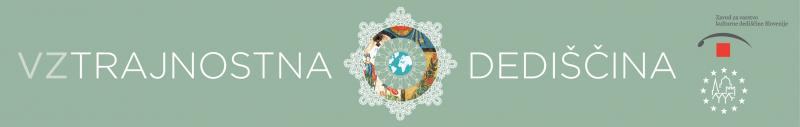 VZTRAJNOSTNA DEDIŠČINA
Zavod za varstvo
kulturne dediščine Slovenije